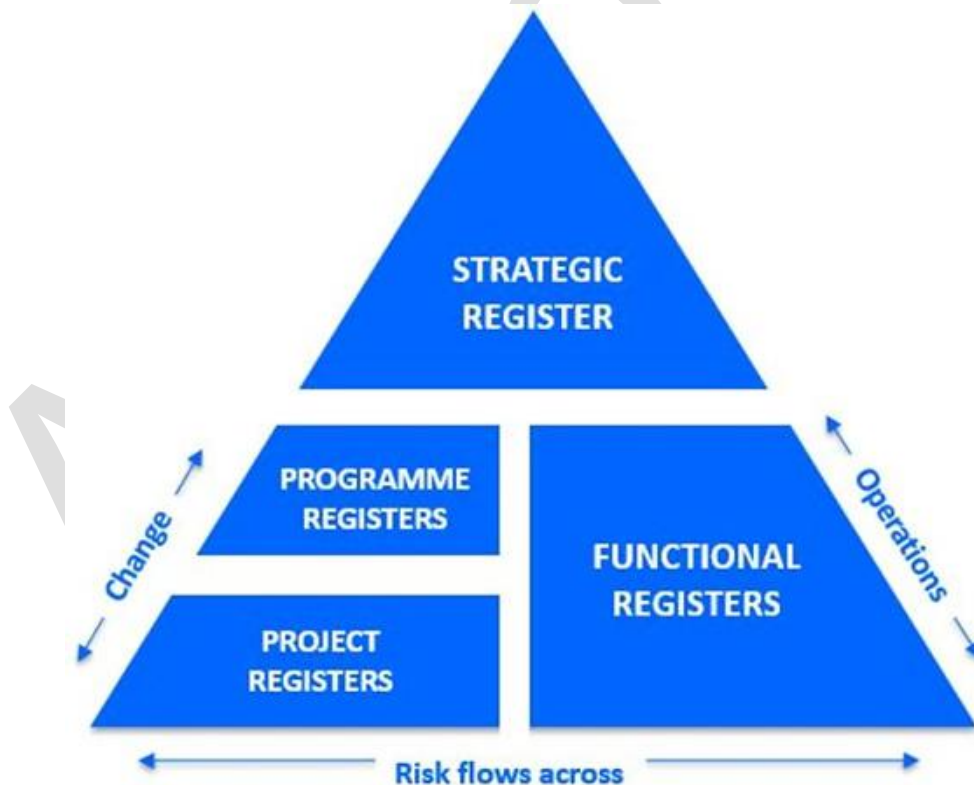 STRATEGIC
REGISTER
PROGRAMME
REGISTERS
FUNCTIONAL
REGISTERS
PROJECT
REGISTERS
Change
Operations
Risk flows across